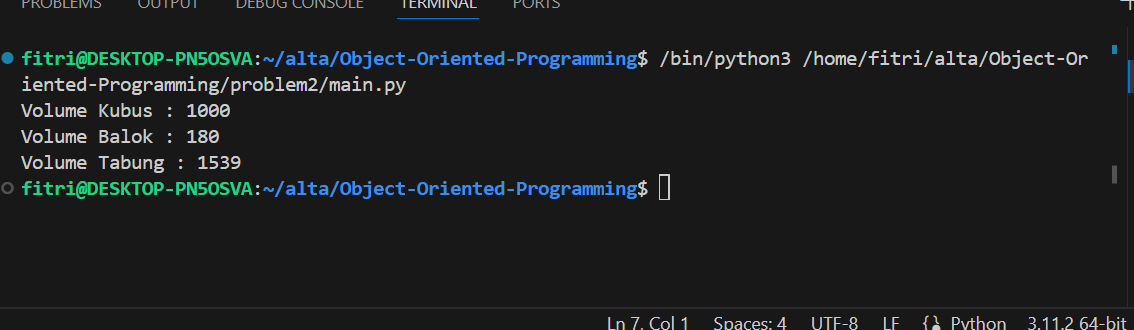 PROBLEMS OUTPUT DEBUG CONSOLE TERMINAL PORTS
fitri@DESKTOP-PN5OSVA:~/alta/Object-Oriented-Programming$ /bin/python3 /home/fitri/alta/Object-Or
iented-Programming/problem2/main.py
Volume Kubus : 1000
Volume Balok : 180
Volume Tabung : 1539
fitri@DESKTOP-PN5OSVA:~/alta/Object-Oriented-Programming$
Ln 7, Col 1 Spaces: 4 UTF-8 LF Python 3.11.2 64-bit